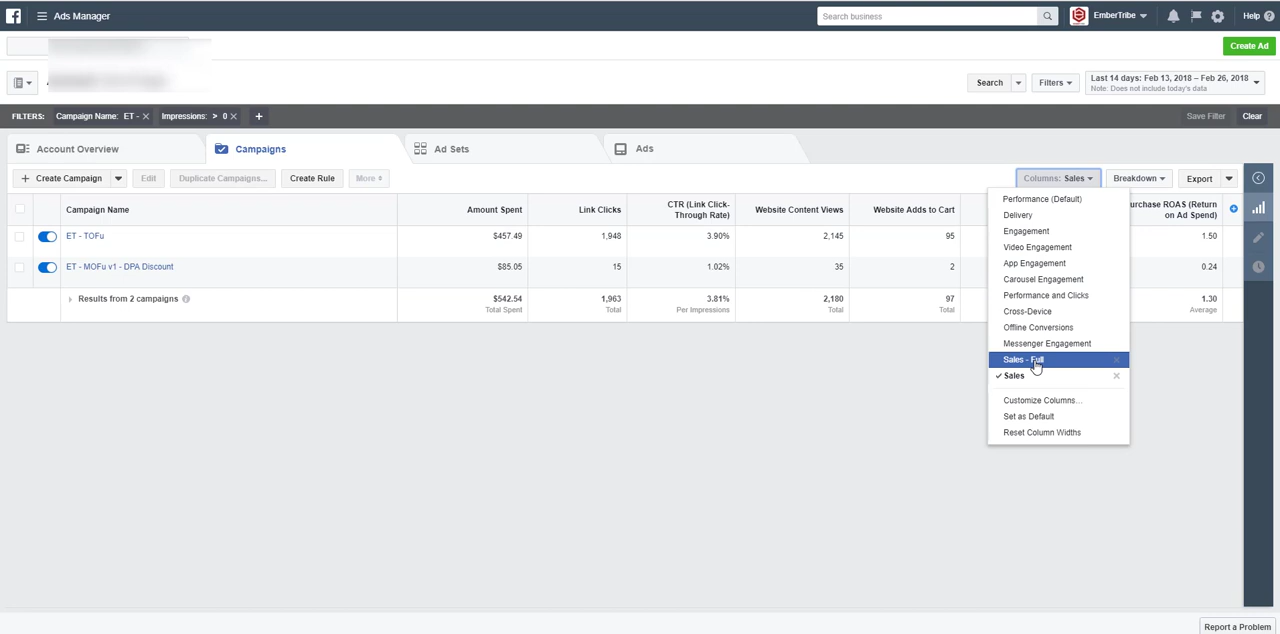 Ads Manager
Search business
EmberTribe
Help
Create Ad
Search
Filters
Last 14 days: Feb 13, 2018 – Feb 26, 2018
Note: Does not include today's data
FILTERS:
Campaign Name: ET -
Impressions: > 0
Save Filter
Clear
Account Overview
Campaigns
Ad Sets
Ads
+ Create Campaign
Edit
Duplicate Campaigns...
Create Rule
More
Columns: Sales
Breakdown
Export
Campaign Name
Amount Spent
Link Clicks
CTR (Link Click-
Through Rate)
Website Content Views
Website Adds to Cart
urchase ROAS (Return
on Ad Spend)
ET - TOFu
$457.49
1,948
3.90%
2,145
95
1.50
ET - MOFu v1 - DPA Discount
$85.05
15
1.02%
35
2
0.24
Results from 2 campaigns
$542.54
Total Spent
1,963
Total
3.81%
Per Impressions
2,180
Total
97
Total
1.30
Average
Performance (Default)
Delivery
Engagement
Video Engagement
App Engagement
Carousel Engagement
Performance and Clicks
Cross-Device
Offline Conversions
Messenger Engagement
Sales - Full
Sales
Customize Columns...
Set as Default
Reset Column Widths
Report a Problem